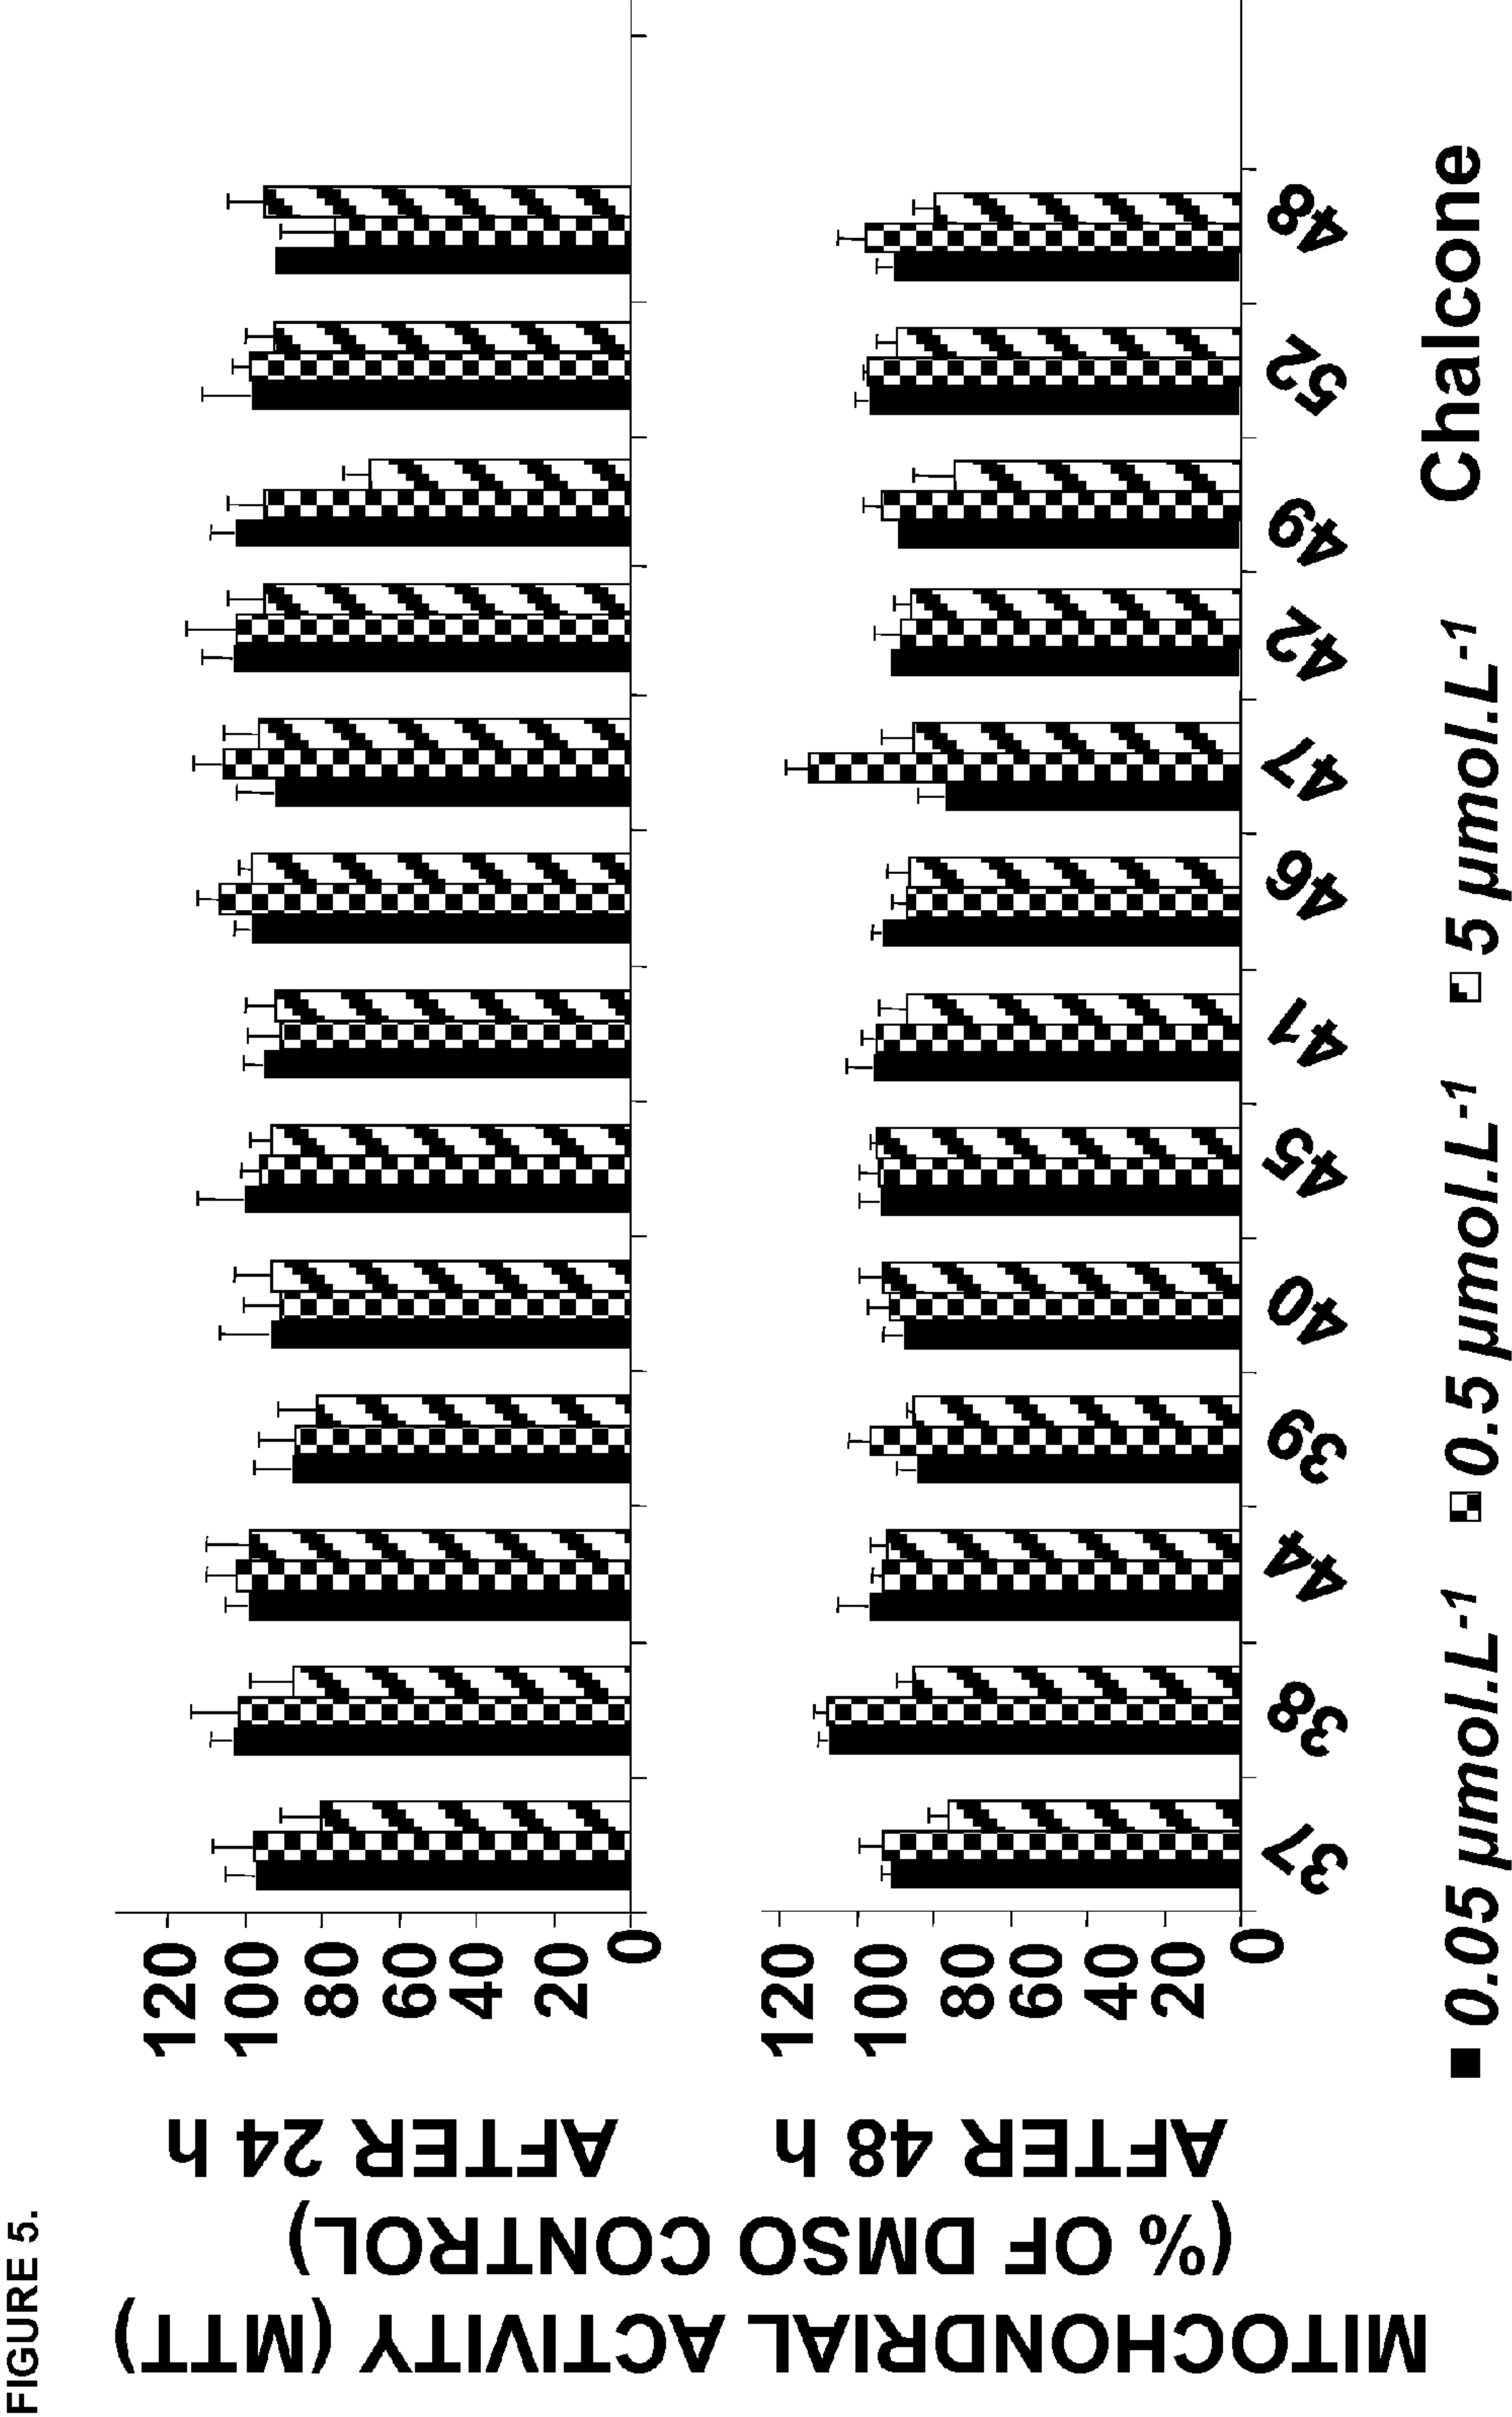 FIGURE 5.
MITOCHONDRIAL ACTIVITY (MTT)
(% OF DMSO CONTROL)
AFTER 24 h
120
100
80
60
40
20
0
AFTER 48 h
120
100
80
60
40
20
0
37 38 44 39 40 45 41 46 47 42 49 52 48
Chalcone
0.05 µmol.L-1 0.5 µmol.L-1 5 µmol.L-1